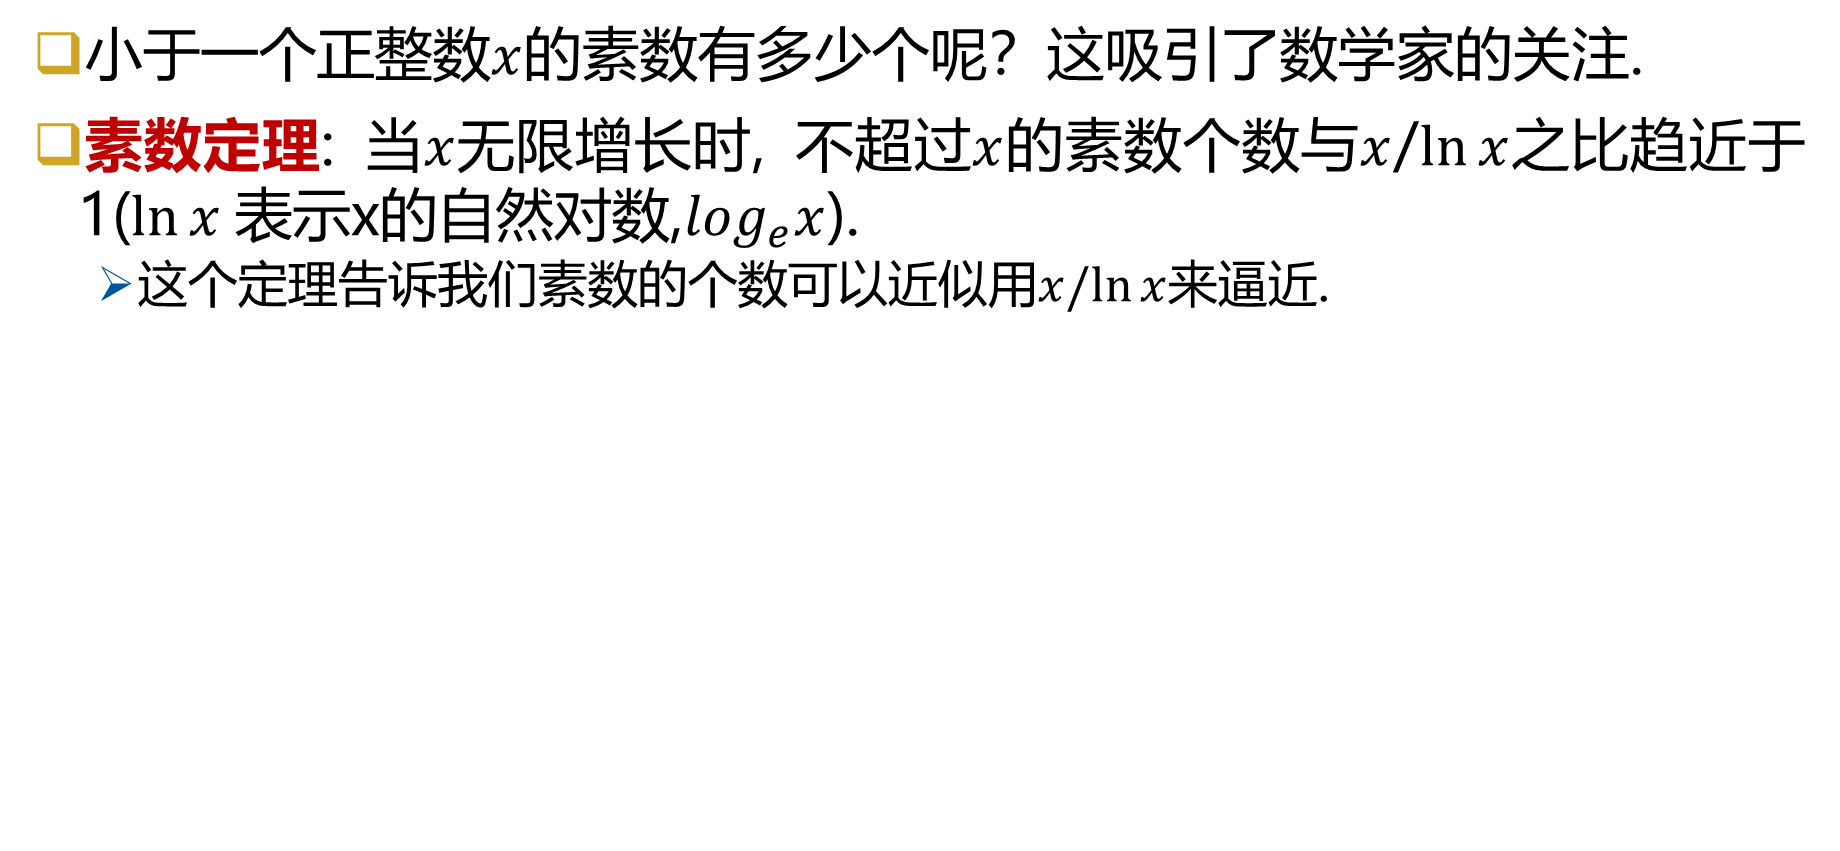 小于一个正整数x的素数有多少个呢？这吸引了数学家的关注.
素数定理: 当x无限增长时, 不超过x的素数个数与x/ln x之比趋近于
1(ln x 表示x的自然对数,logₑx).
这个定理告诉我们素数的个数可以近似用x/ln x来逼近.